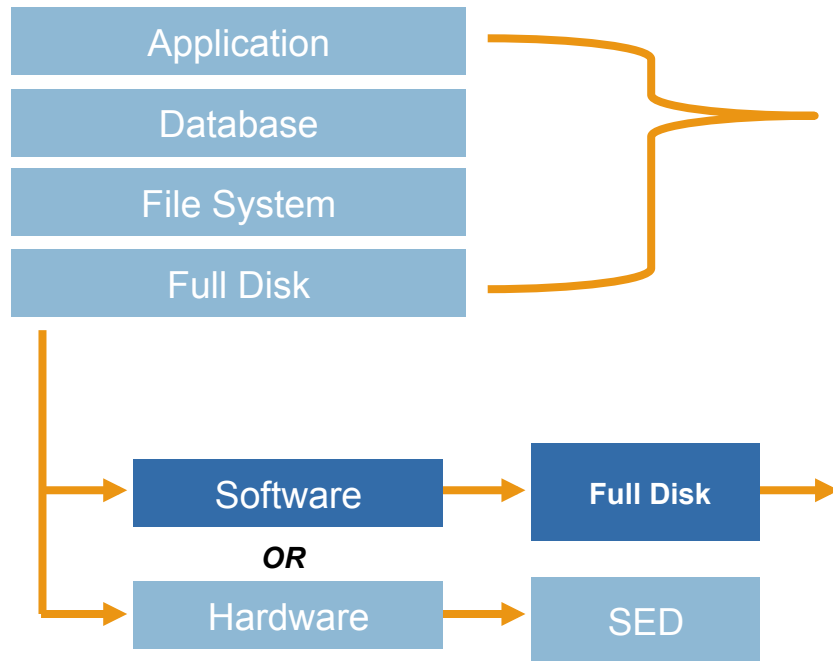 Application
Database
File System
Full Disk
Software
Full Disk
OR
Hardware
SED